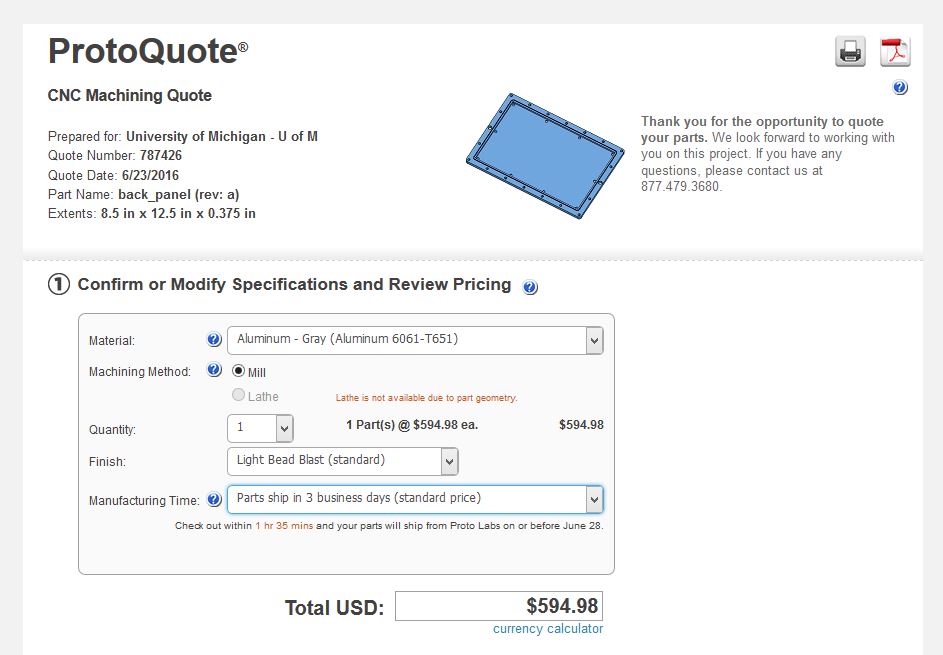 ProtoQuote®
CNC Machining Quote
Prepared for: University of Michigan - U of M
Quote Number: 787426
Quote Date: 6/23/2016
Part Name: back_panel (rev: a)
Extents: 8.5 in x 12.5 in x 0.375 in
?
Thank you for the opportunity to quote
your parts. We look forward to working with
you on this project. If you have any
questions, please contact us at
877.479.3680.
1 Confirm or Modify Specifications and Review Pricing ?
Material: ? Aluminum - Gray (Aluminum 6061-T651)
Machining Method: ? Mill
Lathe Lathe is not available due to part geometry.
Quantity: 1 1 Part(s) @ $594.98 ea. $594.98
Finish: Light Bead Blast (standard)
Manufacturing Time: ? Parts ship in 3 business days (standard price)
Check out within 1 hr 35 mins and your parts will ship from Proto Labs on or before June 28.
Total USD: $594.98
currency calculator